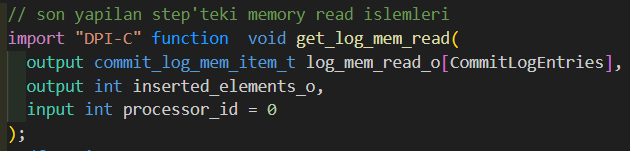 // son yapilan step'teki memory read islemleri
import "DPI-C" function  void get_log_mem_read(
  output commit_log_mem_item_t log_mem_read_o[CommitLogEntries],
  output int inserted_elements_o,
  input int processor_id = 0
);